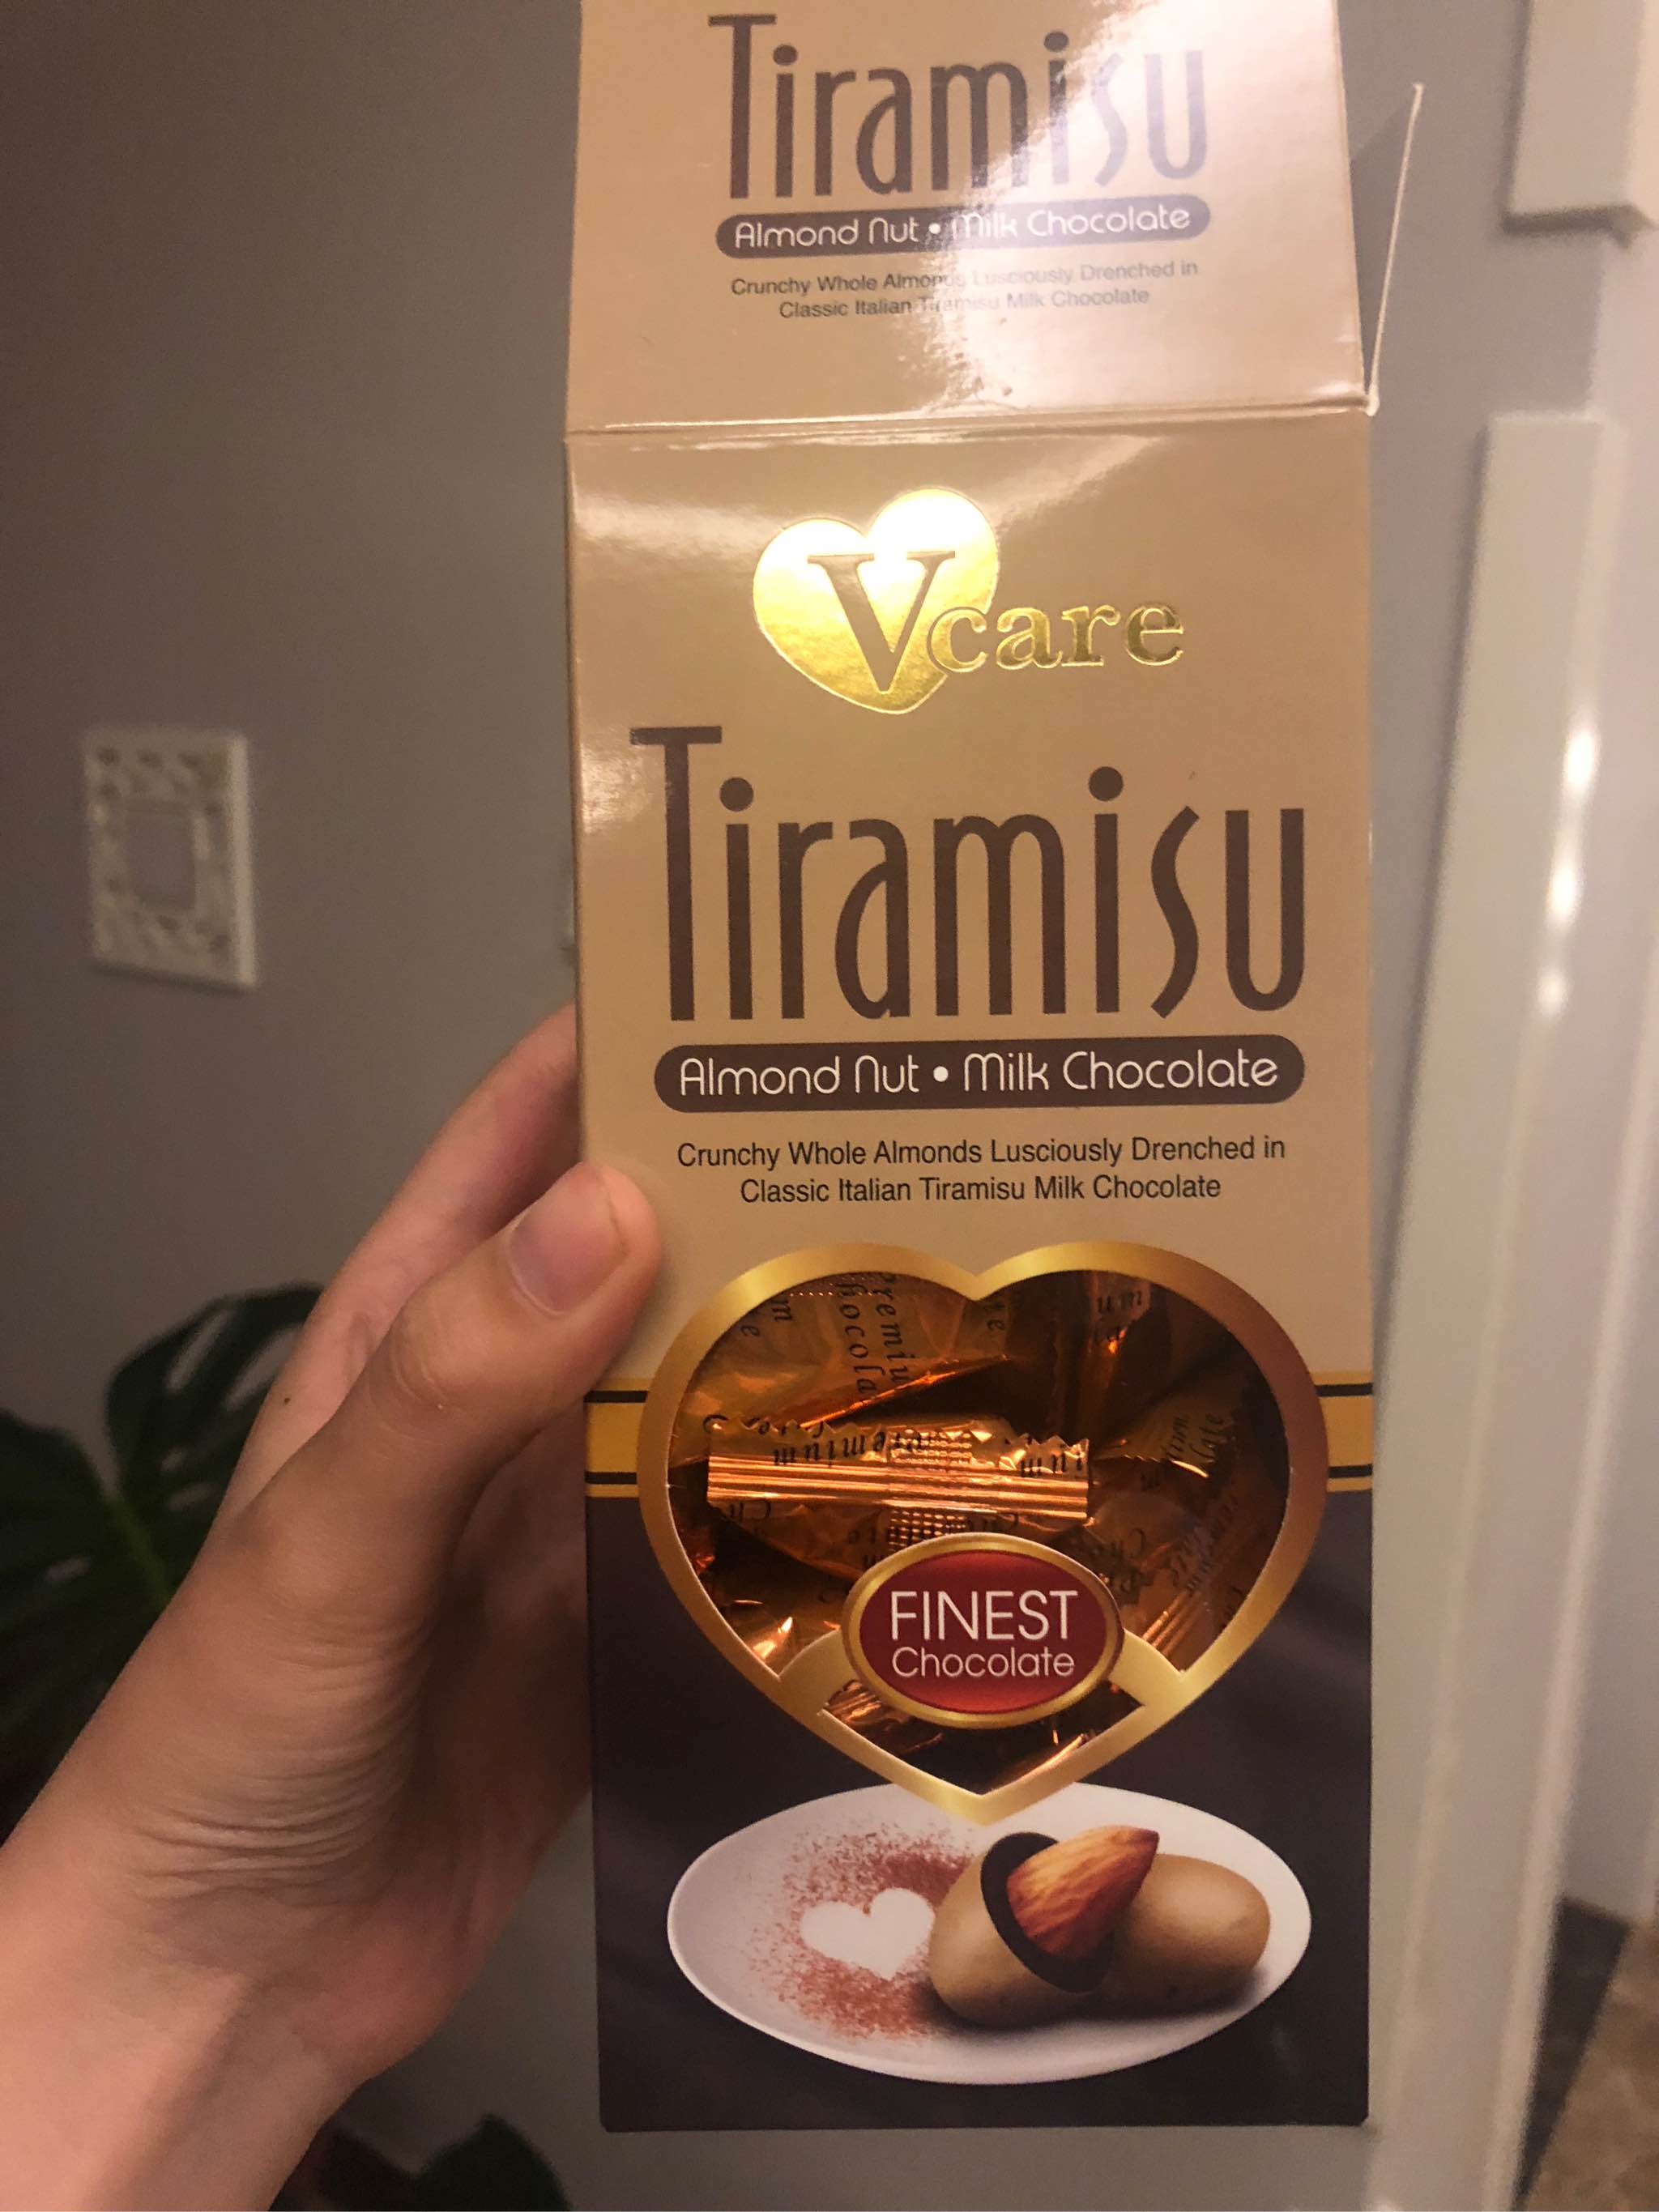 Tiramisu
Almond Nut • Milk Chocolate
Crunchy Whole Almonds Lusciously Drenched in
Classic Italian Tiramisu Milk Chocolate
Vcare
Tiramisu
Almond Nut • Milk Chocolate
Crunchy Whole Almonds Lusciously Drenched in
Classic Italian Tiramisu Milk Chocolate
Premium
FINEST
Chocolate